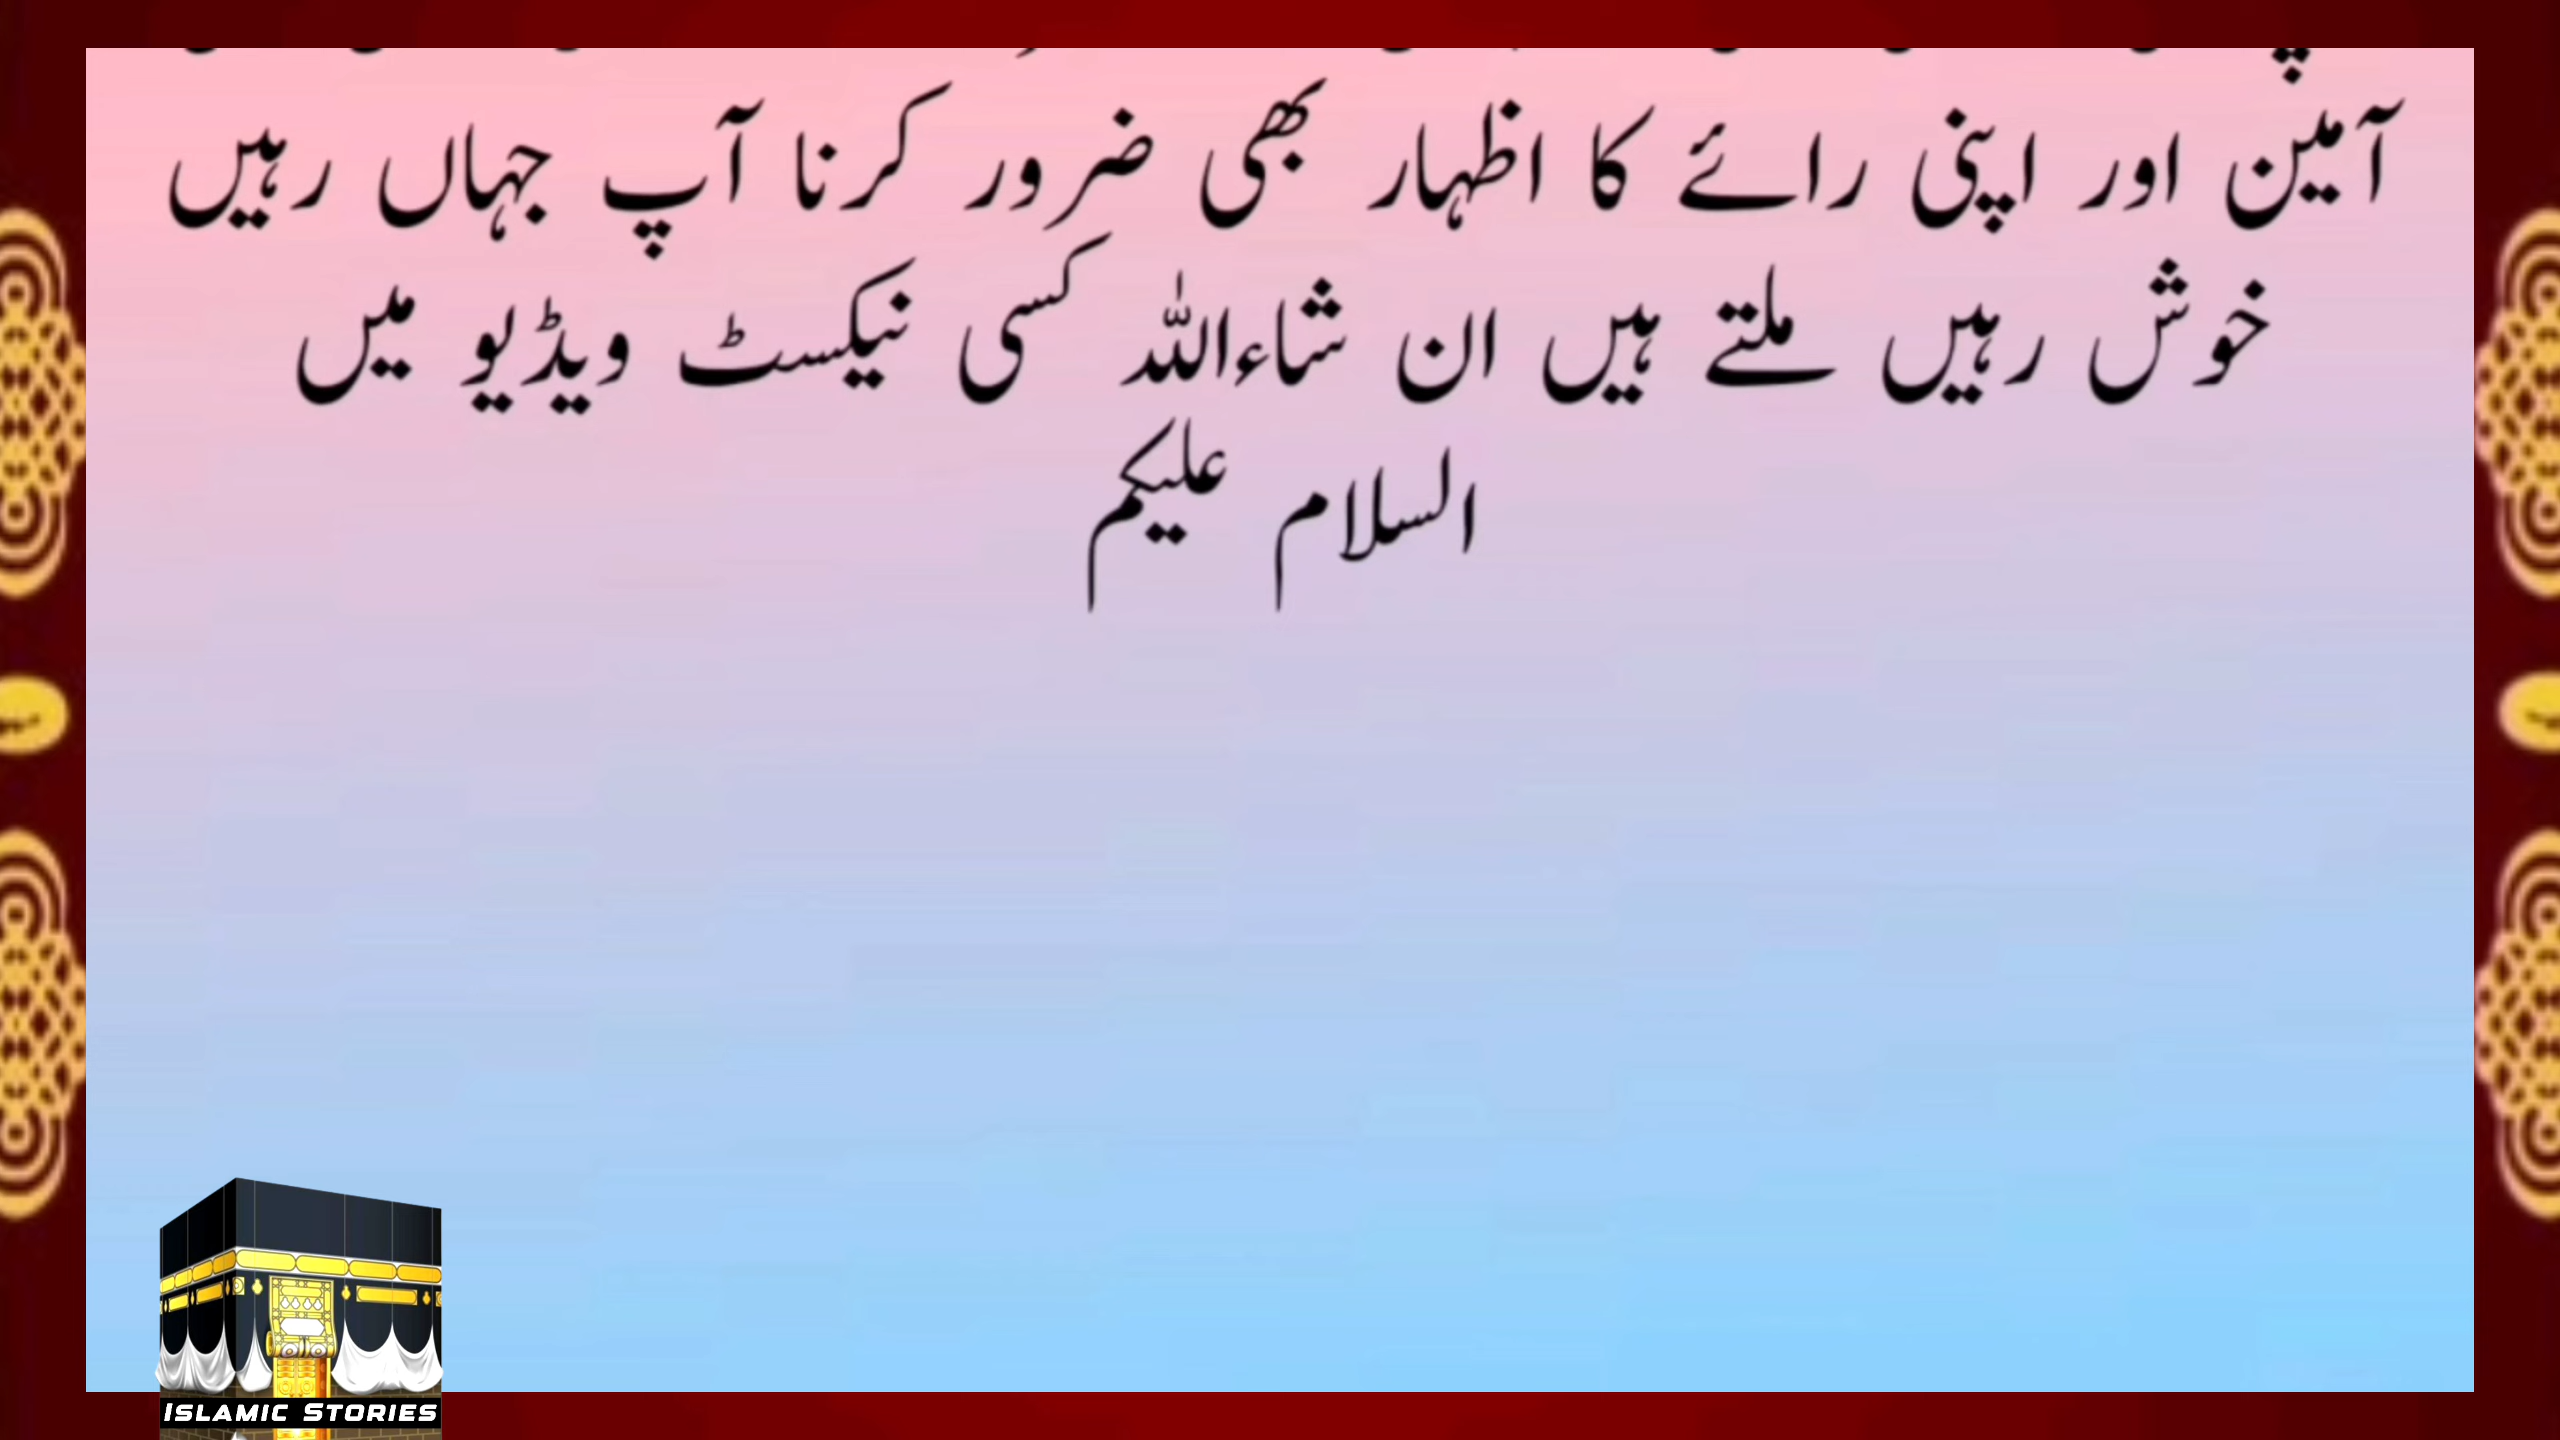 آمین اور اپنی رائے کا اظہار بھی ضرور کرنا آپ جہاں رہیں
خوش رہیں ملتے ہیں ان شاءاللہ کسی نیکسٹ ویڈیو میں
السلام علیکم
ISLAMIC STORIES